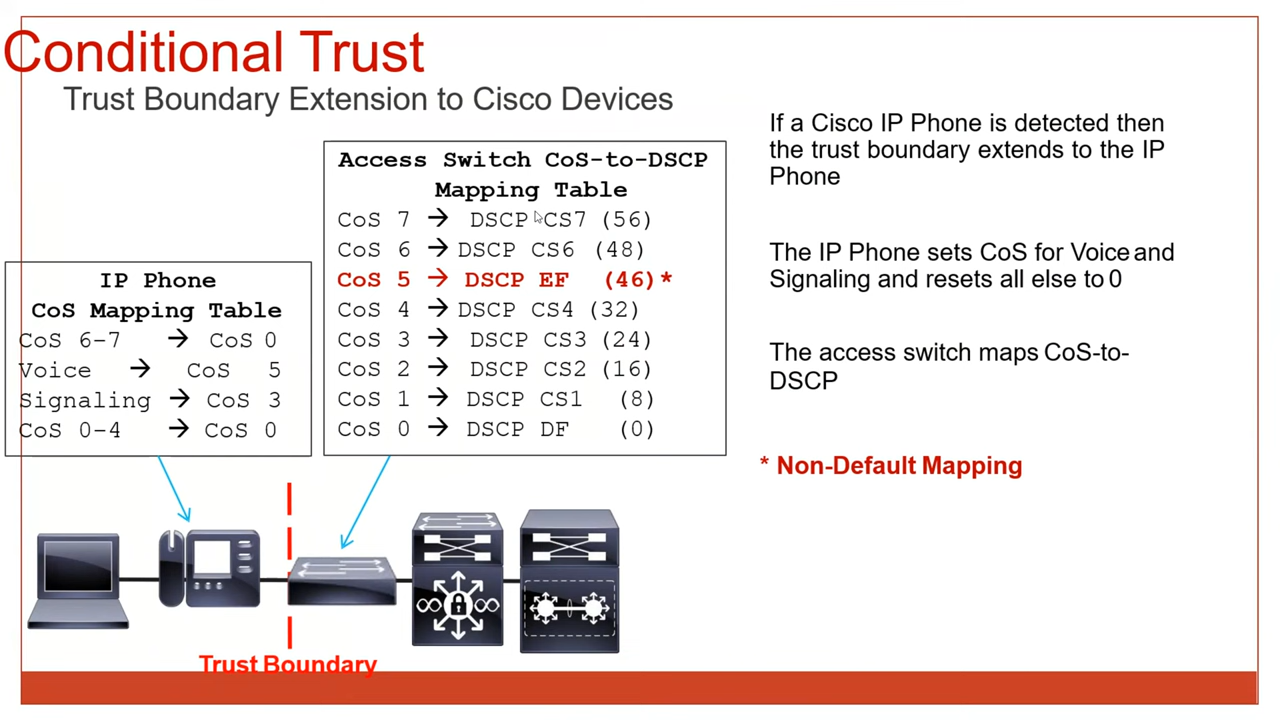 Conditional Trust
Trust Boundary Extension to Cisco Devices
If a Cisco IP Phone is detected then
the trust boundary extends to the IP
Phone
The IP Phone sets CoS for Voice and
Signaling and resets all else to 0
The access switch maps CoS-to-
DSCP
* Non-Default Mapping
Access Switch CoS-to-DSCP
Mapping Table
CoS 7 → DSCP CS7 (56)
CoS 6 → DSCP CS6 (48)
CoS 5 → DSCP EF (46)*
CoS 4 → DSCP CS4 (32)
CoS 3 → DSCP CS3 (24)
CoS 2 → DSCP CS2 (16)
CoS 1 → DSCP CS1 (8)
CoS 0 → DSCP DF (0)
IP Phone
CoS Mapping Table
CoS 6-7 → CoS 0
Voice → CoS 5
Signaling → CoS 3
CoS 0-4 → CoS 0
Trust Boundary